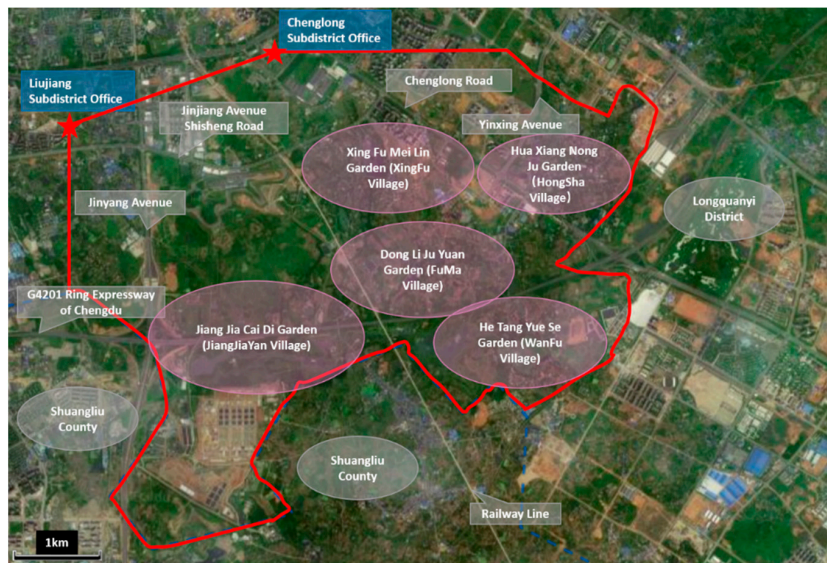 Chenglong
Subdistrict Office
Liujiang
Subdistrict Office
Chenglong Road
Jinjiang Avenue
Shisheng Road
Yinxing Avenue
Xing Fu Mei Lin
Garden (XingFu
Village)
Hua Xiang Nong
Ju Garden
(HongSha
Village)
Jinyang Avenue
Longquanyi
District
Dong Li Ju Yuan
Garden (FuMa
Village)
G4201 Ring Expressway
of Chengdu
Jiang Jia Cai Di Garden
(JiangJiaYan Village)
He Tang Yue Se
Garden (WanFu
Village)
Shuangliu
County
Shuangliu
County
Railway Line
1km